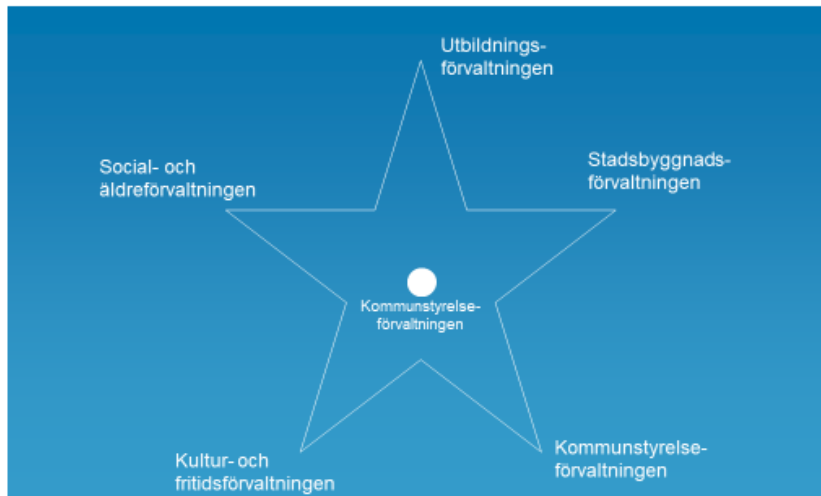 Utbildnings-
förvaltningen
Social- och
äldreförvaltningen
Stadsbyggnads-
förvaltningen
Kommunstyrelse-
förvaltningen
Kultur- och
fritidsförvaltningen
Kommunstyrelse-
förvaltningen